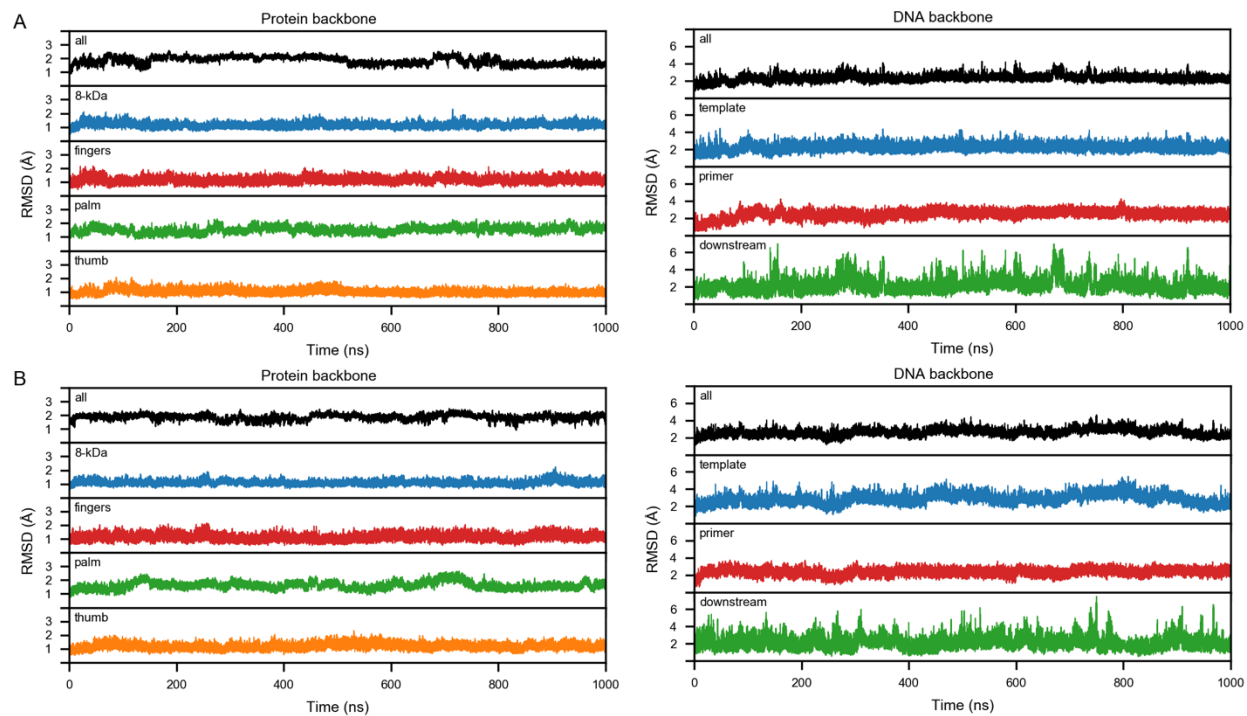 A
Protein backbone
RMSD (Å)
all
3
2
1
8-kDa
3
2
1
fingers
3
2
1
palm
3
2
1
thumb
3
2
1
0 200 400 600 800 1000
Time (ns)
DNA backbone
RMSD (Å)
all
6
4
2
template
6
4
2
primer
6
4
2
downstream
6
4
2
0 200 400 600 800 1000
Time (ns)
B
Protein backbone
RMSD (Å)
all
3
2
1
8-kDa
3
2
1
fingers
3
2
1
palm
3
2
1
thumb
3
2
1
0 200 400 600 800 1000
Time (ns)
DNA backbone
RMSD (Å)
all
6
4
2
template
6
4
2
primer
6
4
2
downstream
6
4
2
0 200 400 600 800 1000
Time (ns)